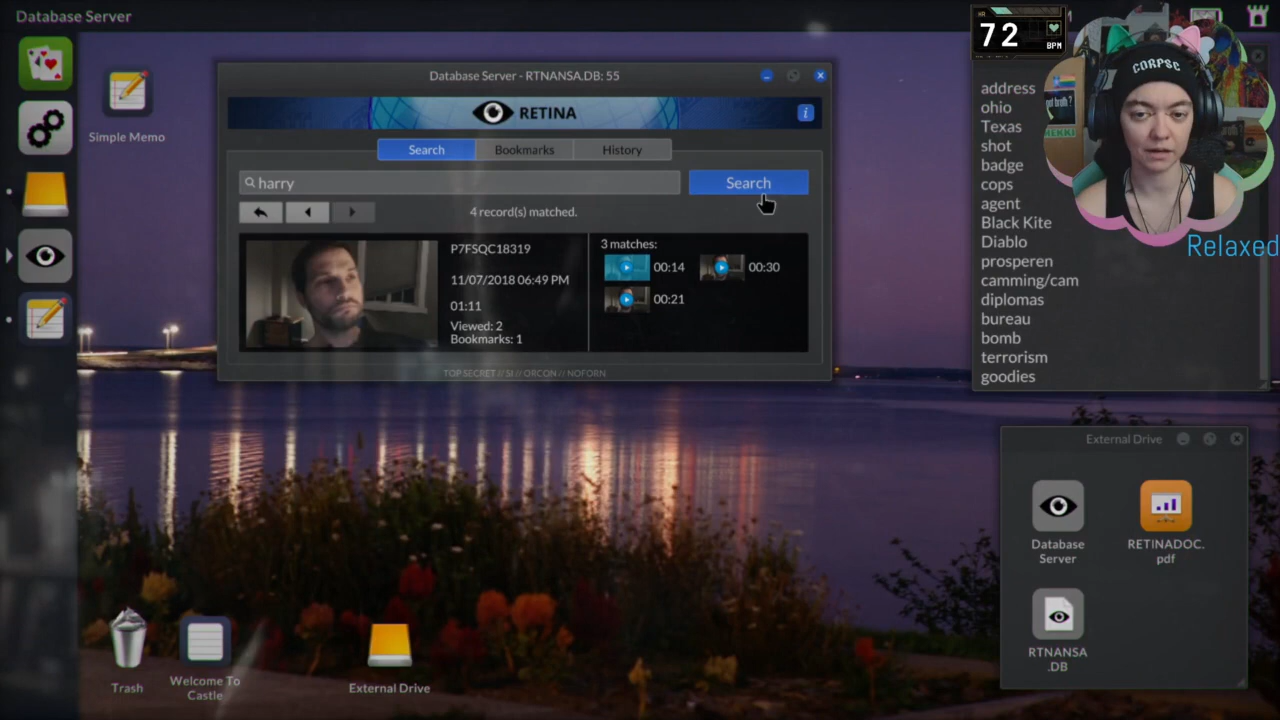 Database Server
Simple Memo
Database Server - RTNANSA.DB: 55
RETINA
i
Search
Bookmarks
History
harry
Search
4 record(s) matched.
P7FSQC18319
11/07/2018 06:49 PM
01:11
Viewed: 2
Bookmarks: 1
3 matches:
00:14
00:30
00:21
TOP SECRET // SI // ORCON // NOFORN
HR
72
BPM
CORPSC
got broth?
Relaxed
address
ohio
Texas
shot
badge
cops
agent
Black Kite
Diablo
prosperen
camming/cam
diplomas
bureau
bomb
terrorism
goodies
External Drive
Database
Server
RETINADOC.
pdf
RTNANSA
.DB
Trash
Welcome To
Castle
External Drive